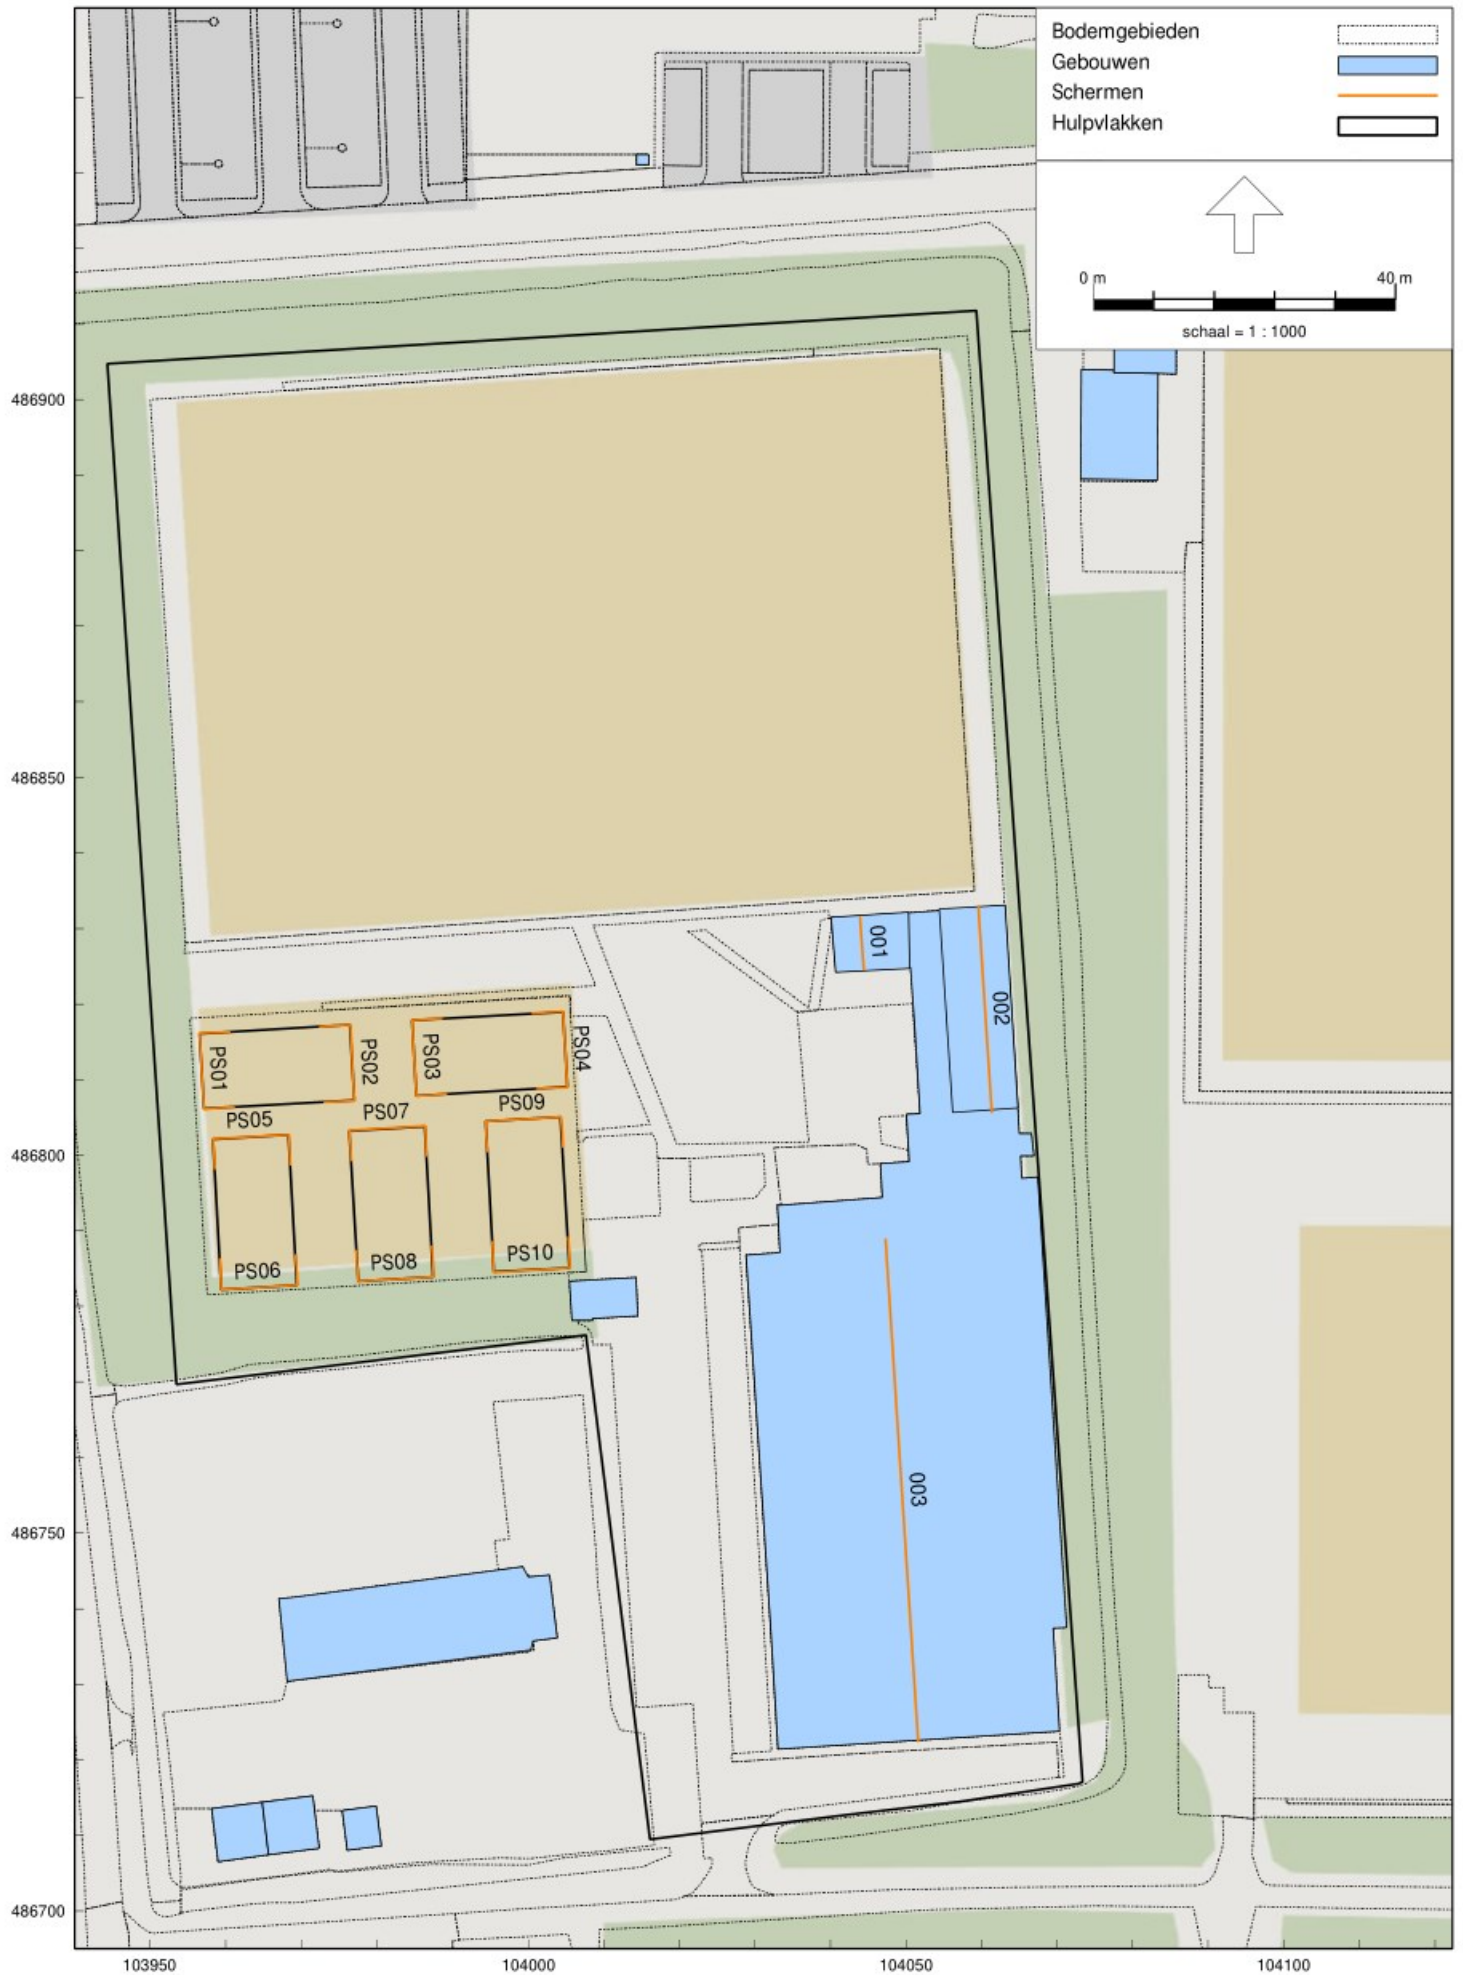 Bodemgebieden
Gebouwen
Schermen
Hulpvlakken
0 m 40 m
schaal = 1 : 1000
486900
486850
001
002
PS01
PS02
PS03
PS04
PS05
PS07
PS09
486800
PS06
PS08
PS10
003
486750
486700
103950 104000 104050 104100